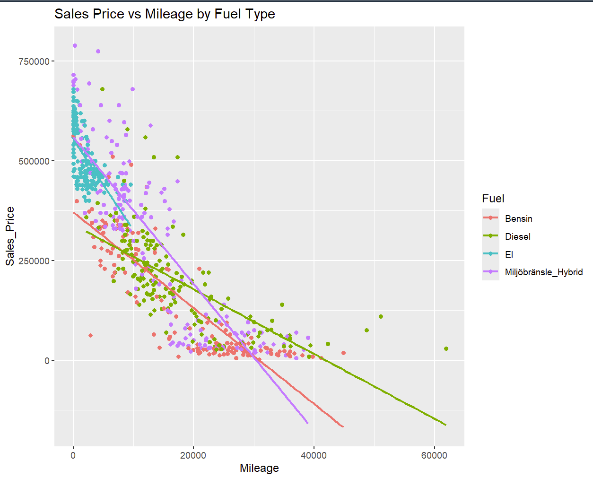 Sales Price vs Mileage by Fuel Type
Sales_Price
750000
500000
250000
0
0
20000
40000
60000
Mileage
Fuel
Bensin
Diesel
El
Miljöbränsle_Hybrid